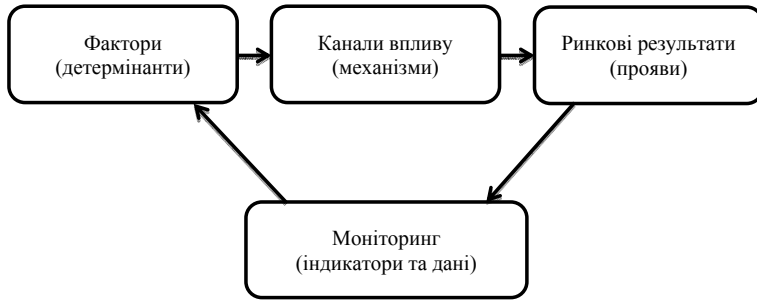 Фактори
(детермінанти)
Канали впливу
(механізми)
Ринкові результати
(прояви)
Моніторинг
(індикатори та дані)